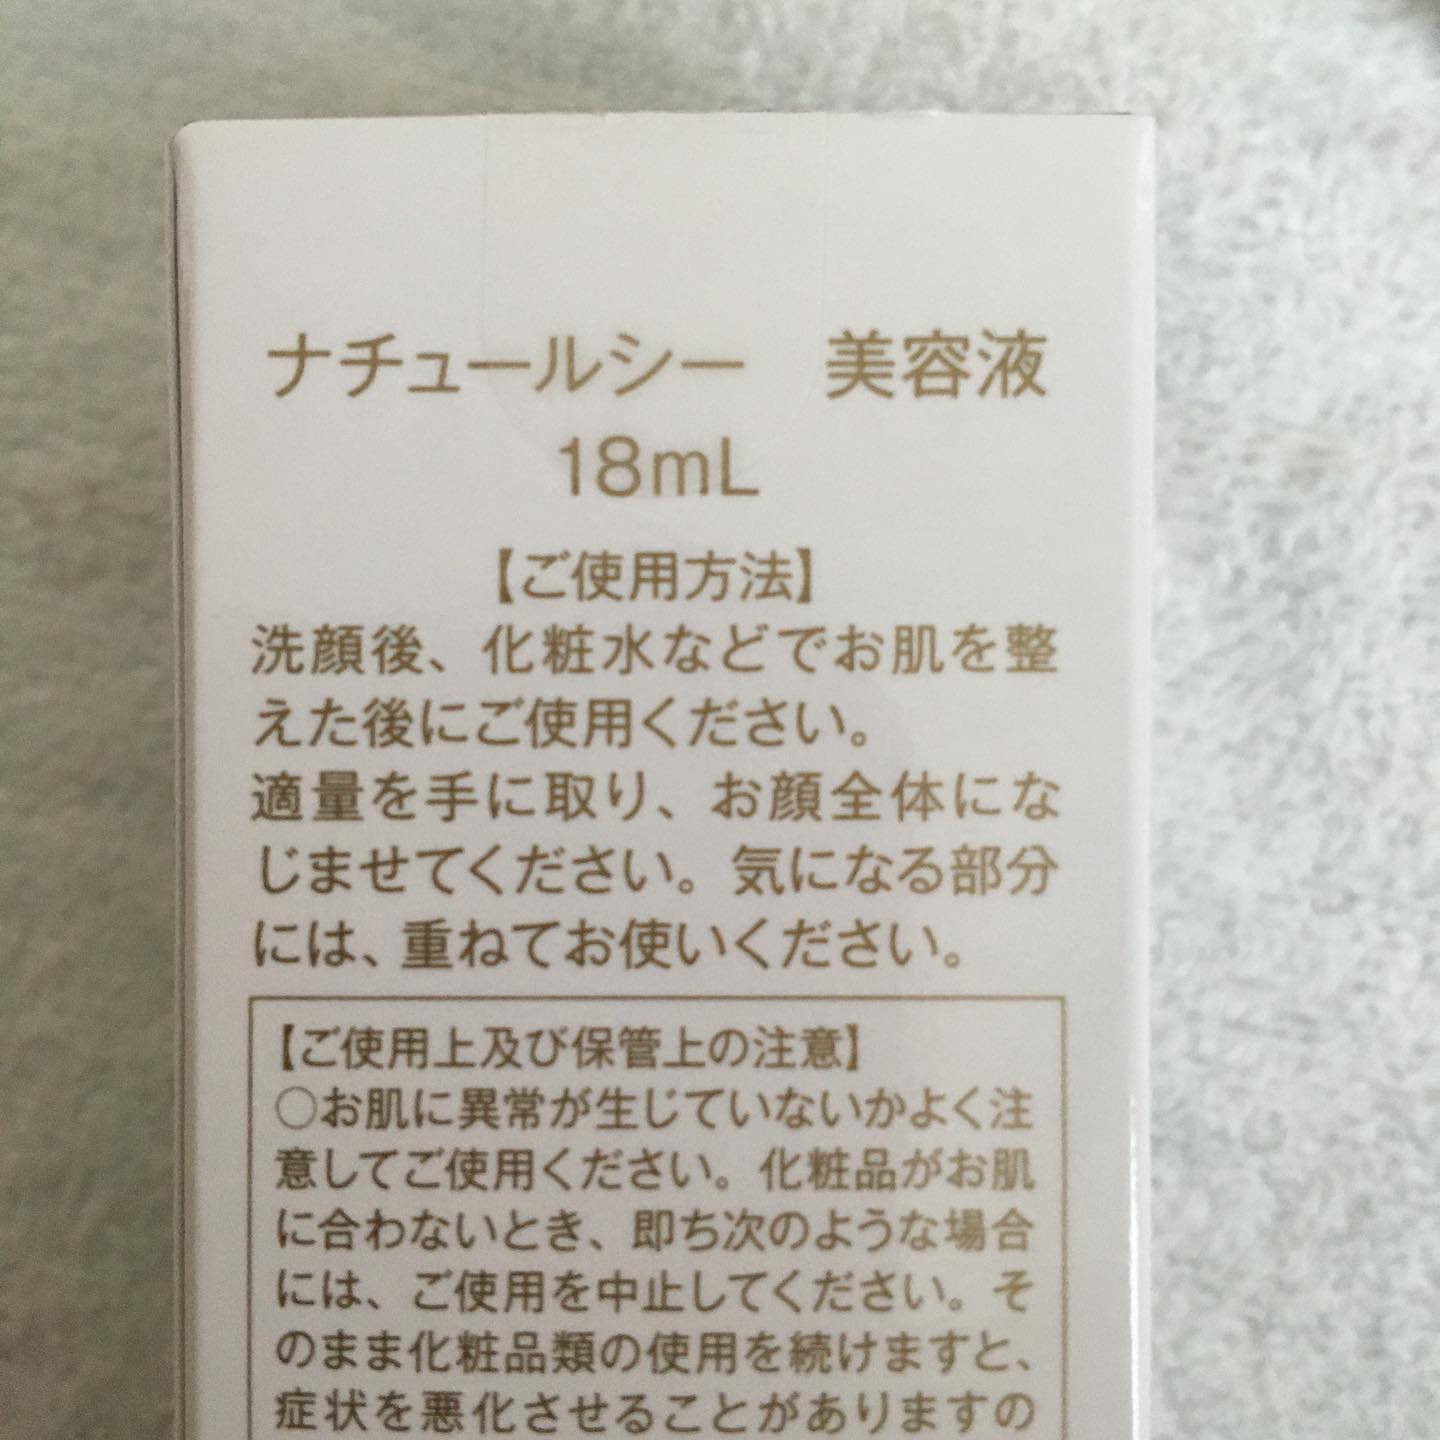 ナチュールシー　美容液
18mL
【ご使用方法】
洗顔後、化粧水などでお肌を整
えた後にご使用ください。
適量を手に取り、お顔全体にな
じませてください。気になる部分
には、重ねてお使いください。
【ご使用上及び保管上の注意】
○お肌に異常が生じていないかよく注
意してご使用ください。化粧品がお肌
に合わないとき、即ち次のような場合
には、ご使用を中止してください。そ
のまま化粧品類の使用を続けますと、
症状を悪化させることがありますの